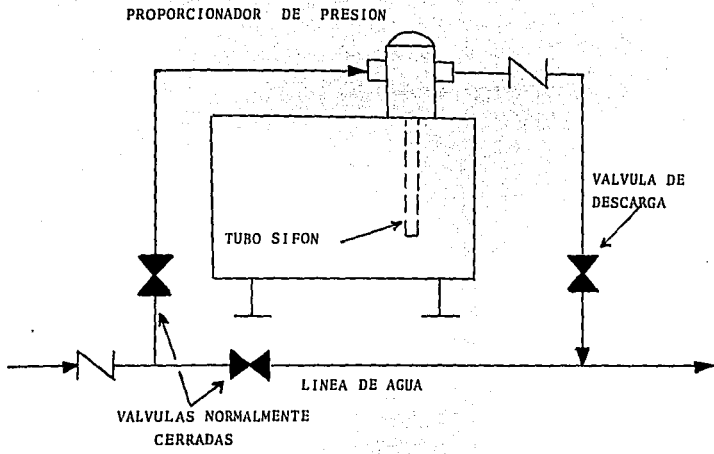 PROPORCIONADOR DE PRESION
VALVULA DE
DESCARGA
TUBO SIFON
LINEA DE AGUA
VALVULAS NORMALMENTE
CERRADAS